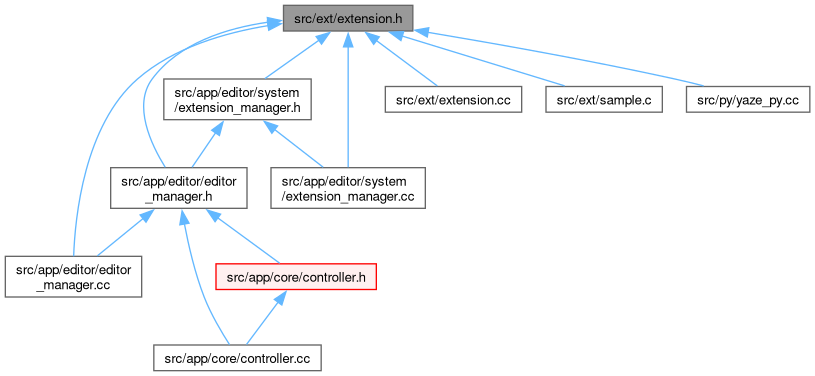 src/ext/extension.h
src/app/editor/system
/extension_manager.h
src/ext/extension.cc
src/ext/sample.c
src/py/yaze_py.cc
src/app/editor/editor
_manager.h
src/app/editor/system
/extension_manager.cc
src/app/editor/editor
_manager.cc
src/app/core/controller.h
src/app/core/controller.cc